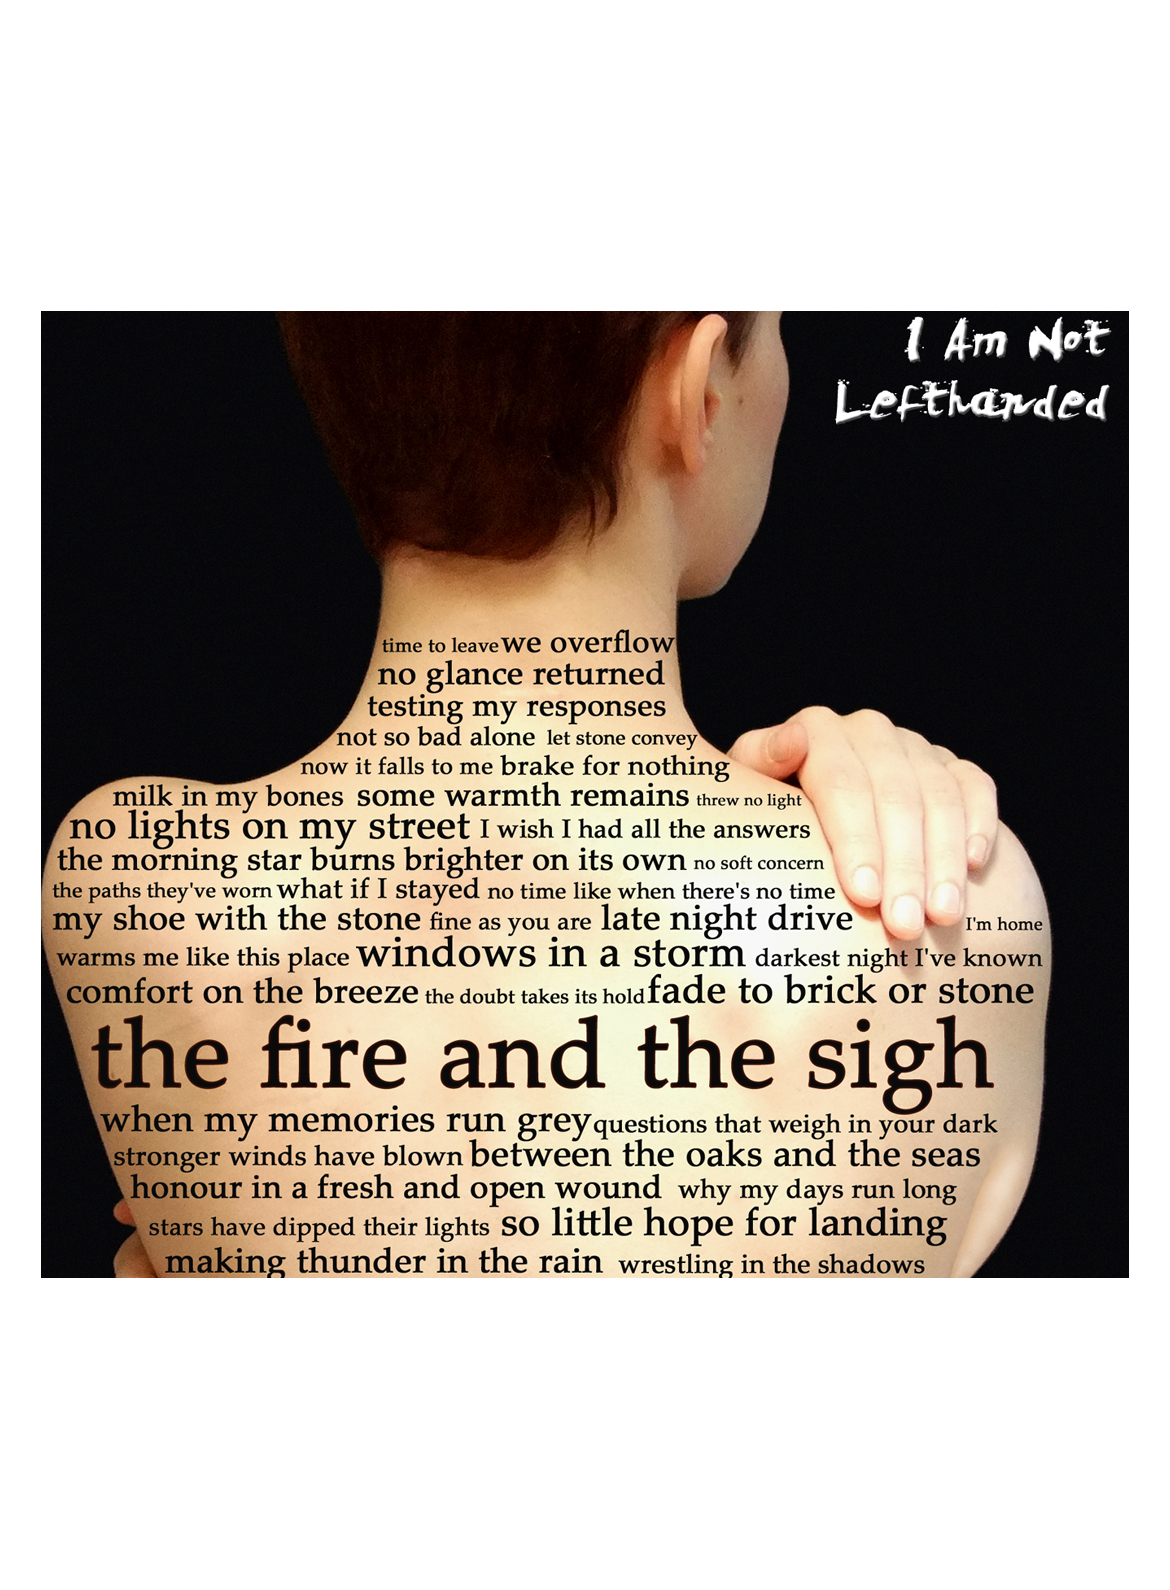 I Am Not
Lefthanded
time to leave we overflow
no glance returned
testing my responses
not so bad alone let stone convey
now it falls to me brake for nothing
milk in my bones some warmth remains threw no light
no lights on my street I wish I had all the answers
the morning star burns brighter on its own no soft concern
the paths they've worn what if I stayed no time like when there's no time
my shoe with the stone fine as you are late night drive I'm home
warms me like this place windows in a storm darkest night I've known
comfort on the breeze the doubt takes its hold fade to brick or stone
the fire and the sigh
when my memories run grey questions that weigh in your dark
stronger winds have blown between the oaks and the seas
honour in a fresh and open wound why my days run long
stars have dipped their lights so little hope for landing
making thunder in the rain wrestling in the shadows